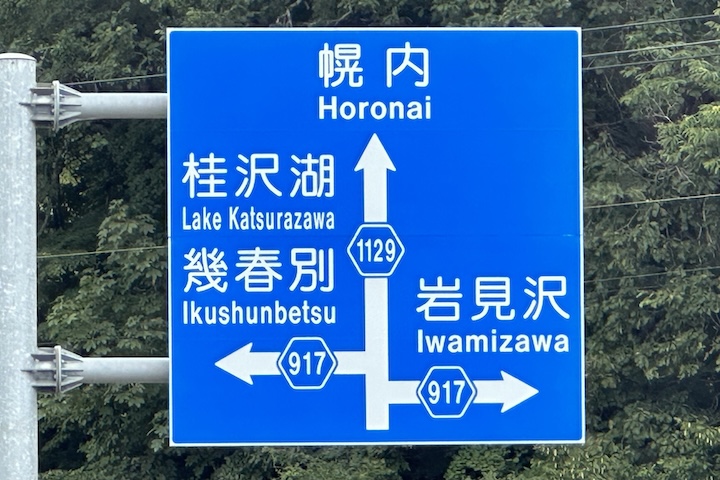 幌内
Horonai
桂沢湖
Lake Katsurazawa
1129
幾春別
Ikushunbetsu
岩見沢
Iwamizawa
917
917